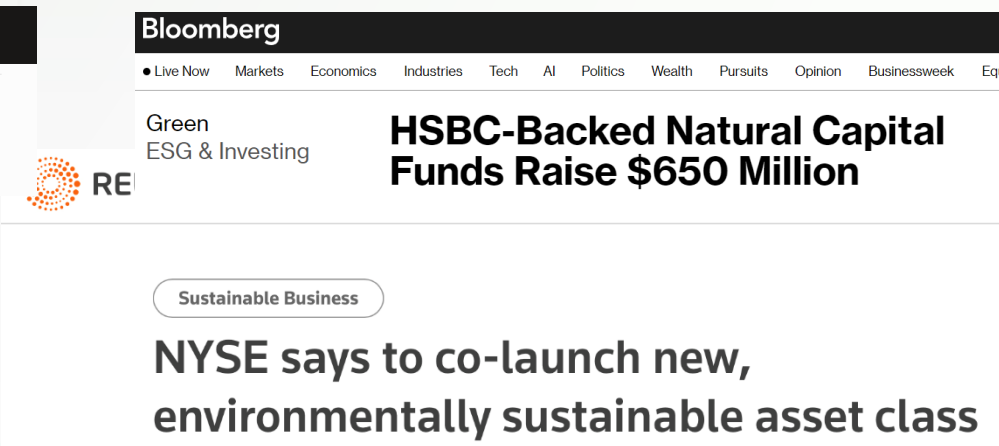 Bloomberg
Live Now Markets Economics Industries Tech AI Politics Wealth Pursuits Opinion Businessweek
Green
ESG & Investing
HSBC-Backed Natural Capital
Funds Raise $650 Million
RE
Sustainable Business
NYSE says to co-launch new,
environmentally sustainable asset class